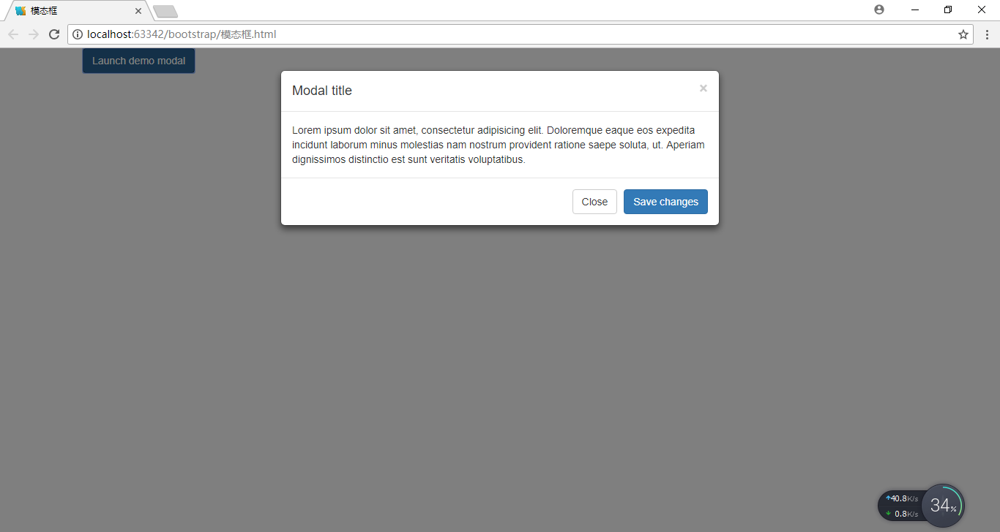 模态框
localhost:63342/bootstrap/模态框.html
Launch demo modal
Modal title
×
Lorem ipsum dolor sit amet, consectetur adipisicing elit. Doloremque eaque eos expedita
incidunt laborum minus molestias nam nostrum provident ratione saepe soluta, ut. Aperiam
dignissimos distinctio est sunt veritatis voluptatibus.
Close
Save changes
40.8K/s
0.8K/s
34%